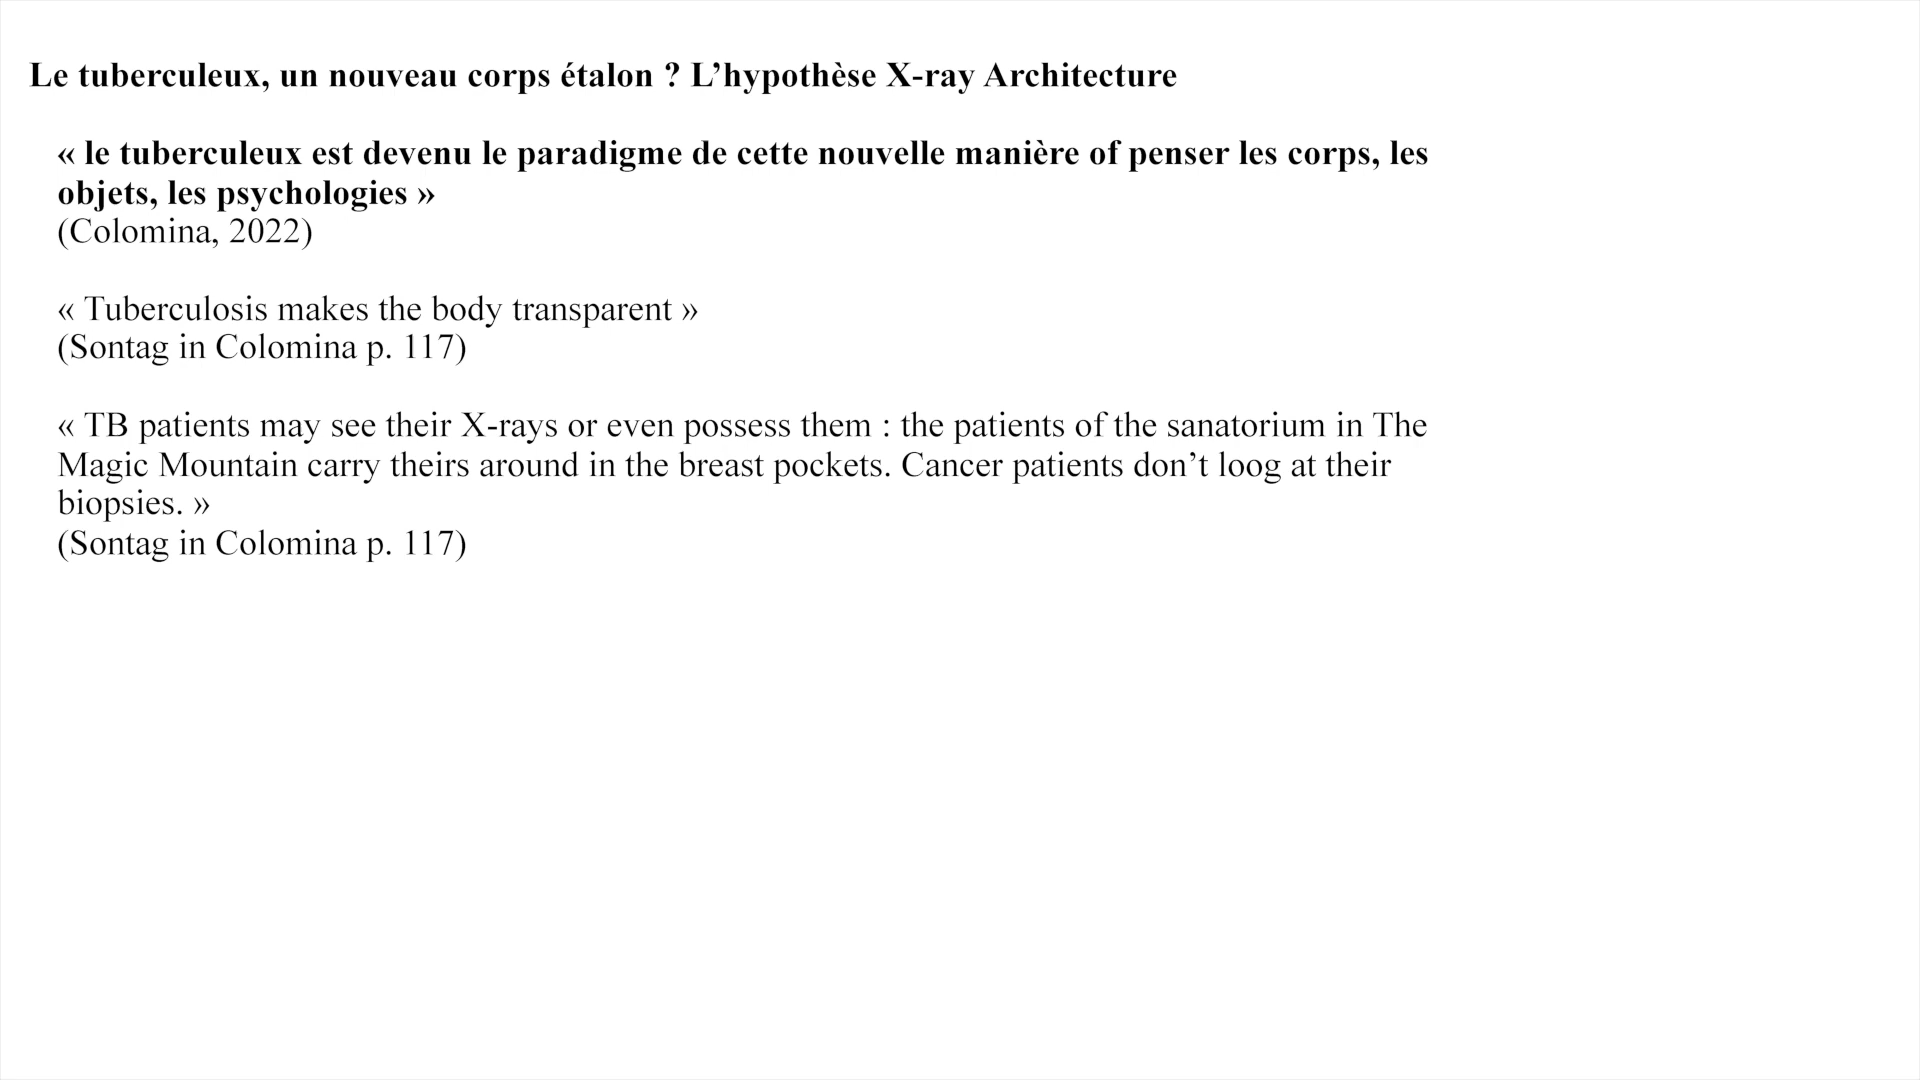 Le tuberculeux, un nouveau corps étalon ? L’hypothèse X-ray Architecture
« le tuberculeux est devenu le paradigme de cette nouvelle manière of penser les corps, les
objets, les psychologies »
(Colomina, 2022)
« Tuberculosis makes the body transparent »
(Sontag in Colomina p. 117)
« TB patients may see their X-rays or even possess them : the patients of the sanatorium in The
Magic Mountain carry theirs around in the breast pockets. Cancer patients don’t loog at their
biopsies. »
(Sontag in Colomina p. 117)